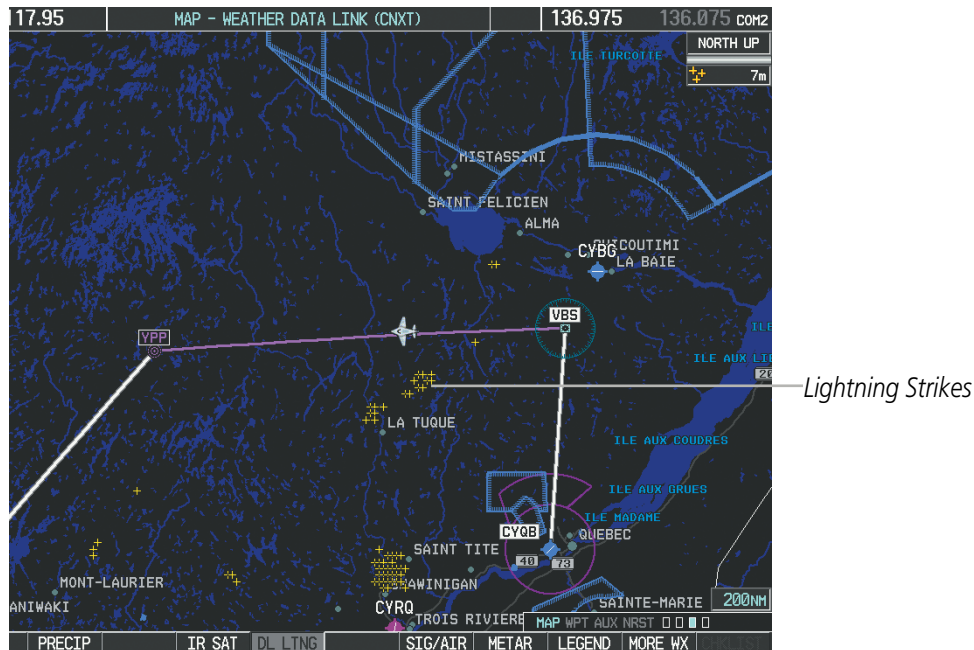 117.95 MAP - WEATHER DATA LINK (CNXT) 136.975 136.075 COM2
NORTH UP
7m
ILE TURCOTTE
MISTASSINI
SAINT FELICIEN
ALMA
CYBG
LA BAIE
VBS
YPP
ILE
ILE AUX LIE
20
Lightning Strikes
LA TUQUE
ILE AUX COUDRES
ILE AUX GRUES
ILE MADAME
CYQB
QUEBEC
SAINT TITE
40 73
MONT-LAURIER
ANIWAKI
SAINTE-MARIE
200NM
CYRQ
TROIS RIVIERE
MAP WPT AUX NRST
PRECIP IR SAT DL LTNG SIG/AIR METAR LEGEND MORE WX CHKLIST